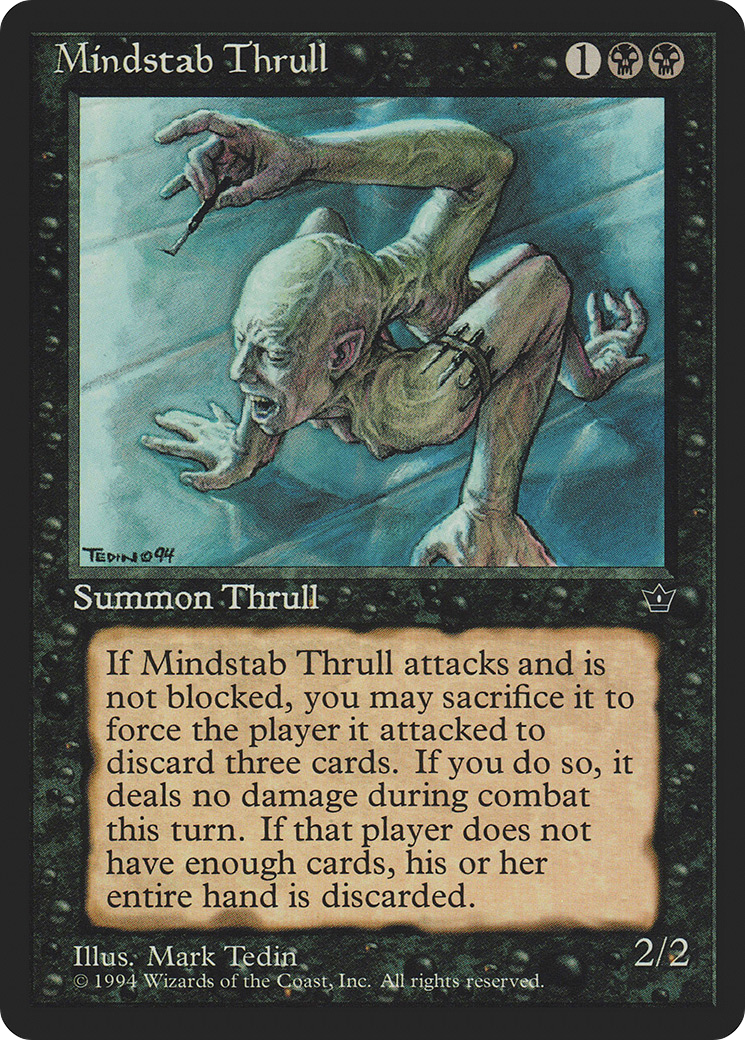 Mindstab Thrull
1
TEDIN©94
Summon Thrull
If Mindstab Thrull attacks and is
not blocked, you may sacrifice it to
force the player it attacked to
discard three cards. If you do so, it
deals no damage during combat
this turn. If that player does not
have enough cards, his or her
entire hand is discarded.
Illus. Mark Tedin
2/2
© 1994 Wizards of the Coast, Inc. All rights reserved.